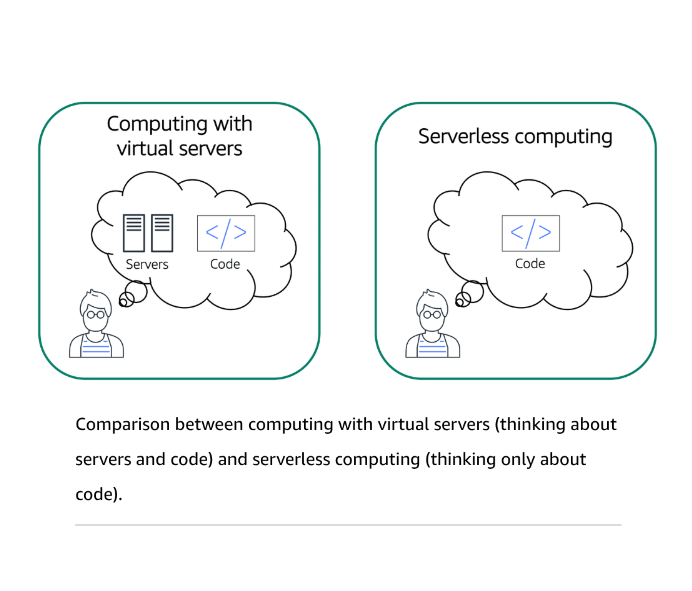 Computing with
virtual servers
</>
Servers
Code
Serverless computing
</>
Code
Comparison between computing with virtual servers (thinking about
servers and code) and serverless computing (thinking only about
code).